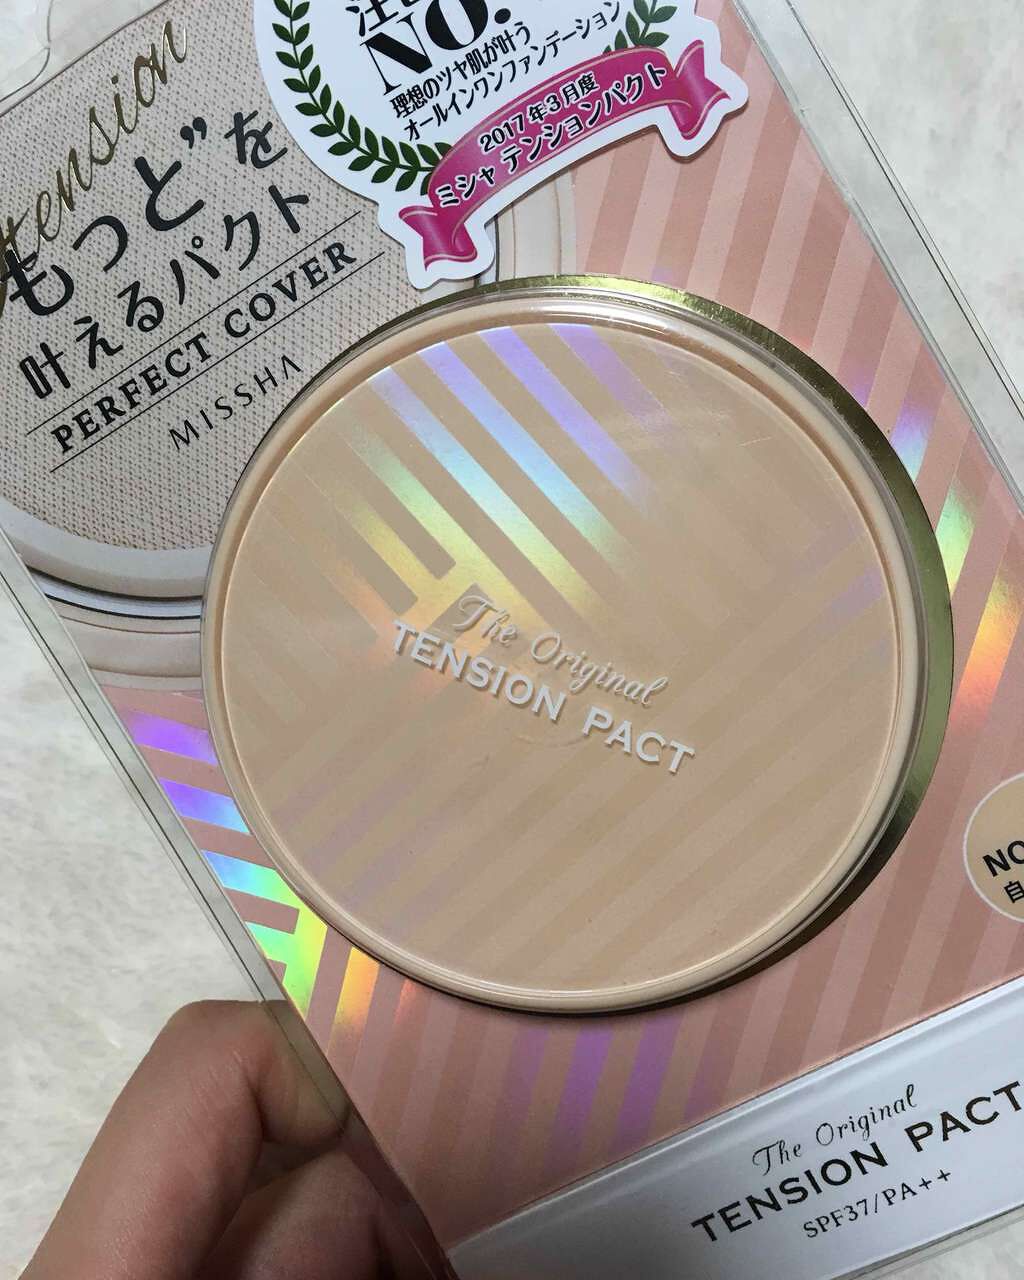 NO.
理想のツヤ肌が叶う
オールインワンファンデーション
2017年3月度
ミシャ テンションパクト
tension
もっと”を
叶えるパクト
PERFECT COVER
MISSHA
The Original
TENSION PACT
NO
自
The Original
TENSION PACT
SPF37/PA++